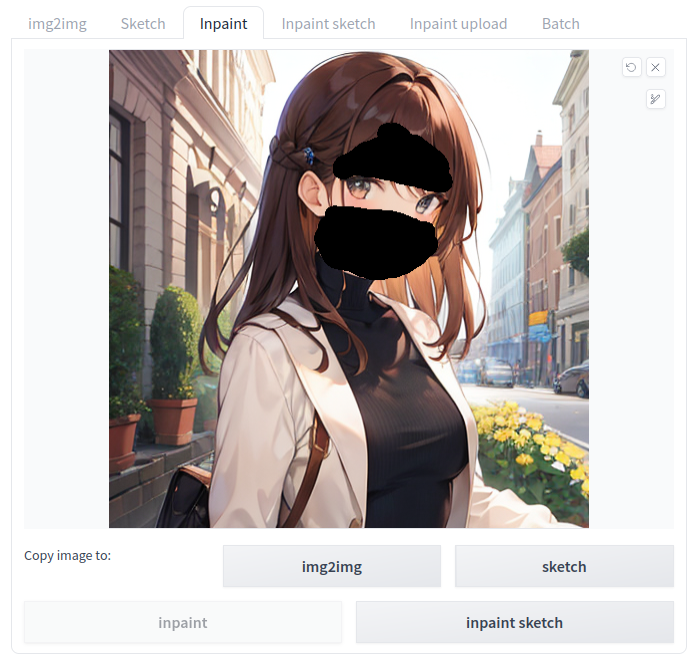 img2img Sketch Inpaint Inpaint sketch Inpaint upload Batch
Copy image to:
img2img sketch
inpaint inpaint sketch